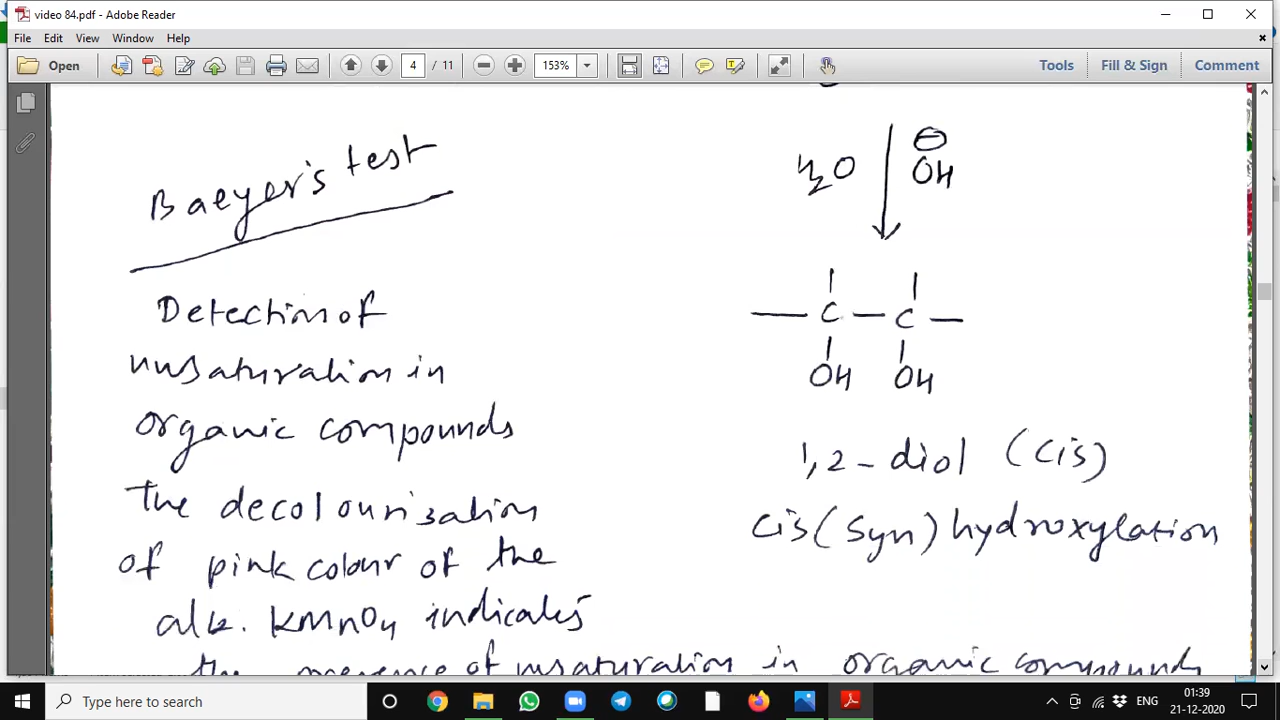 video 84.pdf - Adobe Reader
File Edit View Window Help
Open 4 / 11 153% Tools Fill & Sign Comment
Baeyer's test
Detection of
unsaturation in
organic compounds
the decolourisation
of pink colour of the
alk. KMnO4 indicates
the presence of unsaturation in organic compounds
H2O ⊖
OH
— C — C —
OH OH
1,2 - diol (cis)
cis (syn) hydroxylation
Type here to search
ENG
01:39
21-12-2020